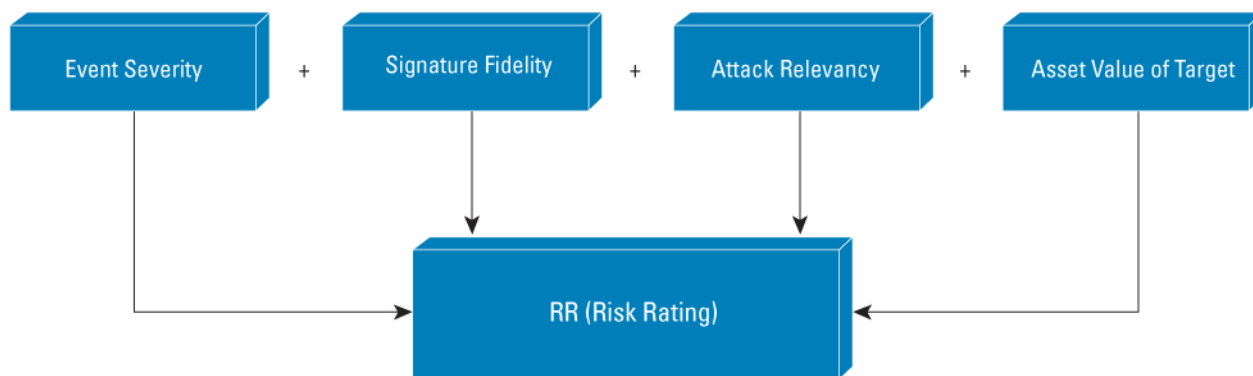 Event Severity
+
Signature Fidelity
+
Attack Relevancy
+
Asset Value of Target
RR (Risk Rating)